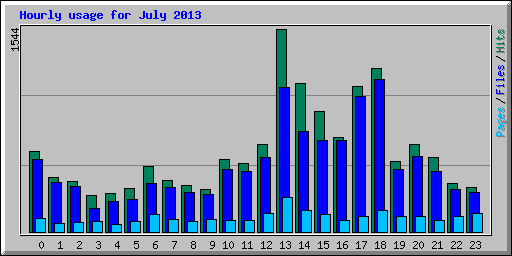 Hourly usage for July 2013
1544
Pages/Files/Hits
0 1 2 3 4 5 6 7 8 9 10 11 12 13 14 15 16 17 18 19 20 21 22 23